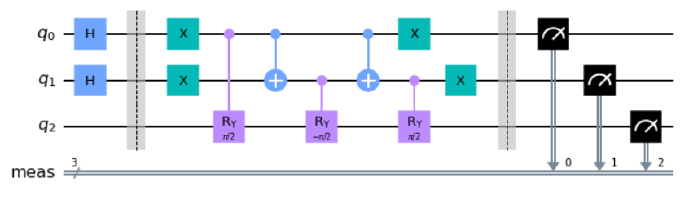 q0 H X X
q1 H X X
q2 RY π/2 RY −π/2 RY π/2
meas 3 0 1 2